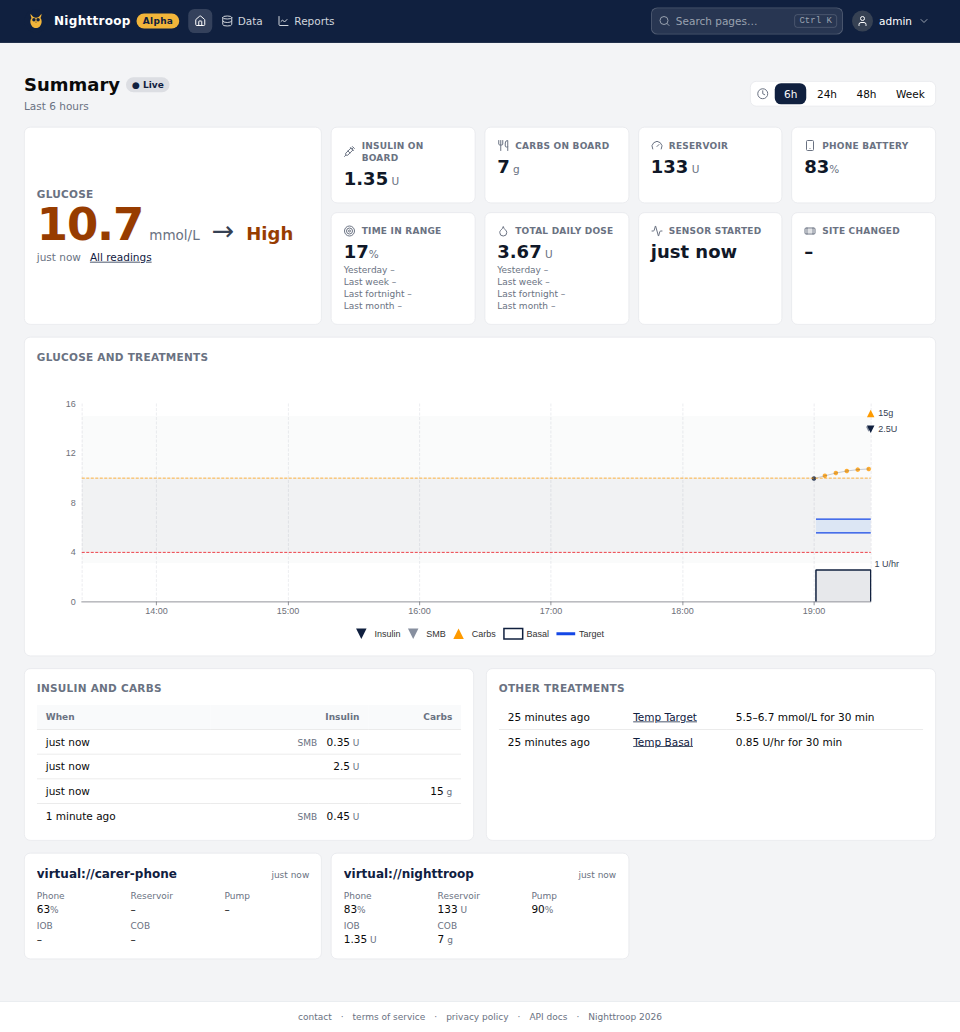 Nighttroop Alpha Data Reports Search pages... Ctrl K admin
Summary Live
Last 6 hours
6h 24h 48h Week
GLUCOSE
10.7 mmol/L → High
just now All readings
INSULIN ON BOARD
1.35 U
CARBS ON BOARD
7 g
RESERVOIR
133 U
PHONE BATTERY
83%
TIME IN RANGE
17%
Yesterday –
Last week –
Last fortnight –
Last month –
TOTAL DAILY DOSE
3.67 U
Yesterday –
Last week –
Last fortnight –
Last month –
SENSOR STARTED
just now
SITE CHANGED
–
GLUCOSE AND TREATMENTS
16
12
8
4
0
15g
2.5U
1 U/hr
14:00 15:00 16:00 17:00 18:00 19:00
Insulin SMB Carbs Basal Target
INSULIN AND CARBS
When Insulin Carbs
just now SMB 0.35 U
just now 2.5 U
just now 15 g
1 minute ago SMB 0.45 U
OTHER TREATMENTS
25 minutes ago Temp Target 5.5–6.7 mmol/L for 30 min
25 minutes ago Temp Basal 0.85 U/hr for 30 min
virtual://carer-phone just now
Phone Reservoir Pump
63% – –
IOB COB
– –
virtual://nighttroop just now
Phone Reservoir Pump
83% 133 U 90%
IOB COB
1.35 U 7 g
contact · terms of service · privacy policy · API docs · Nighttroop 2026